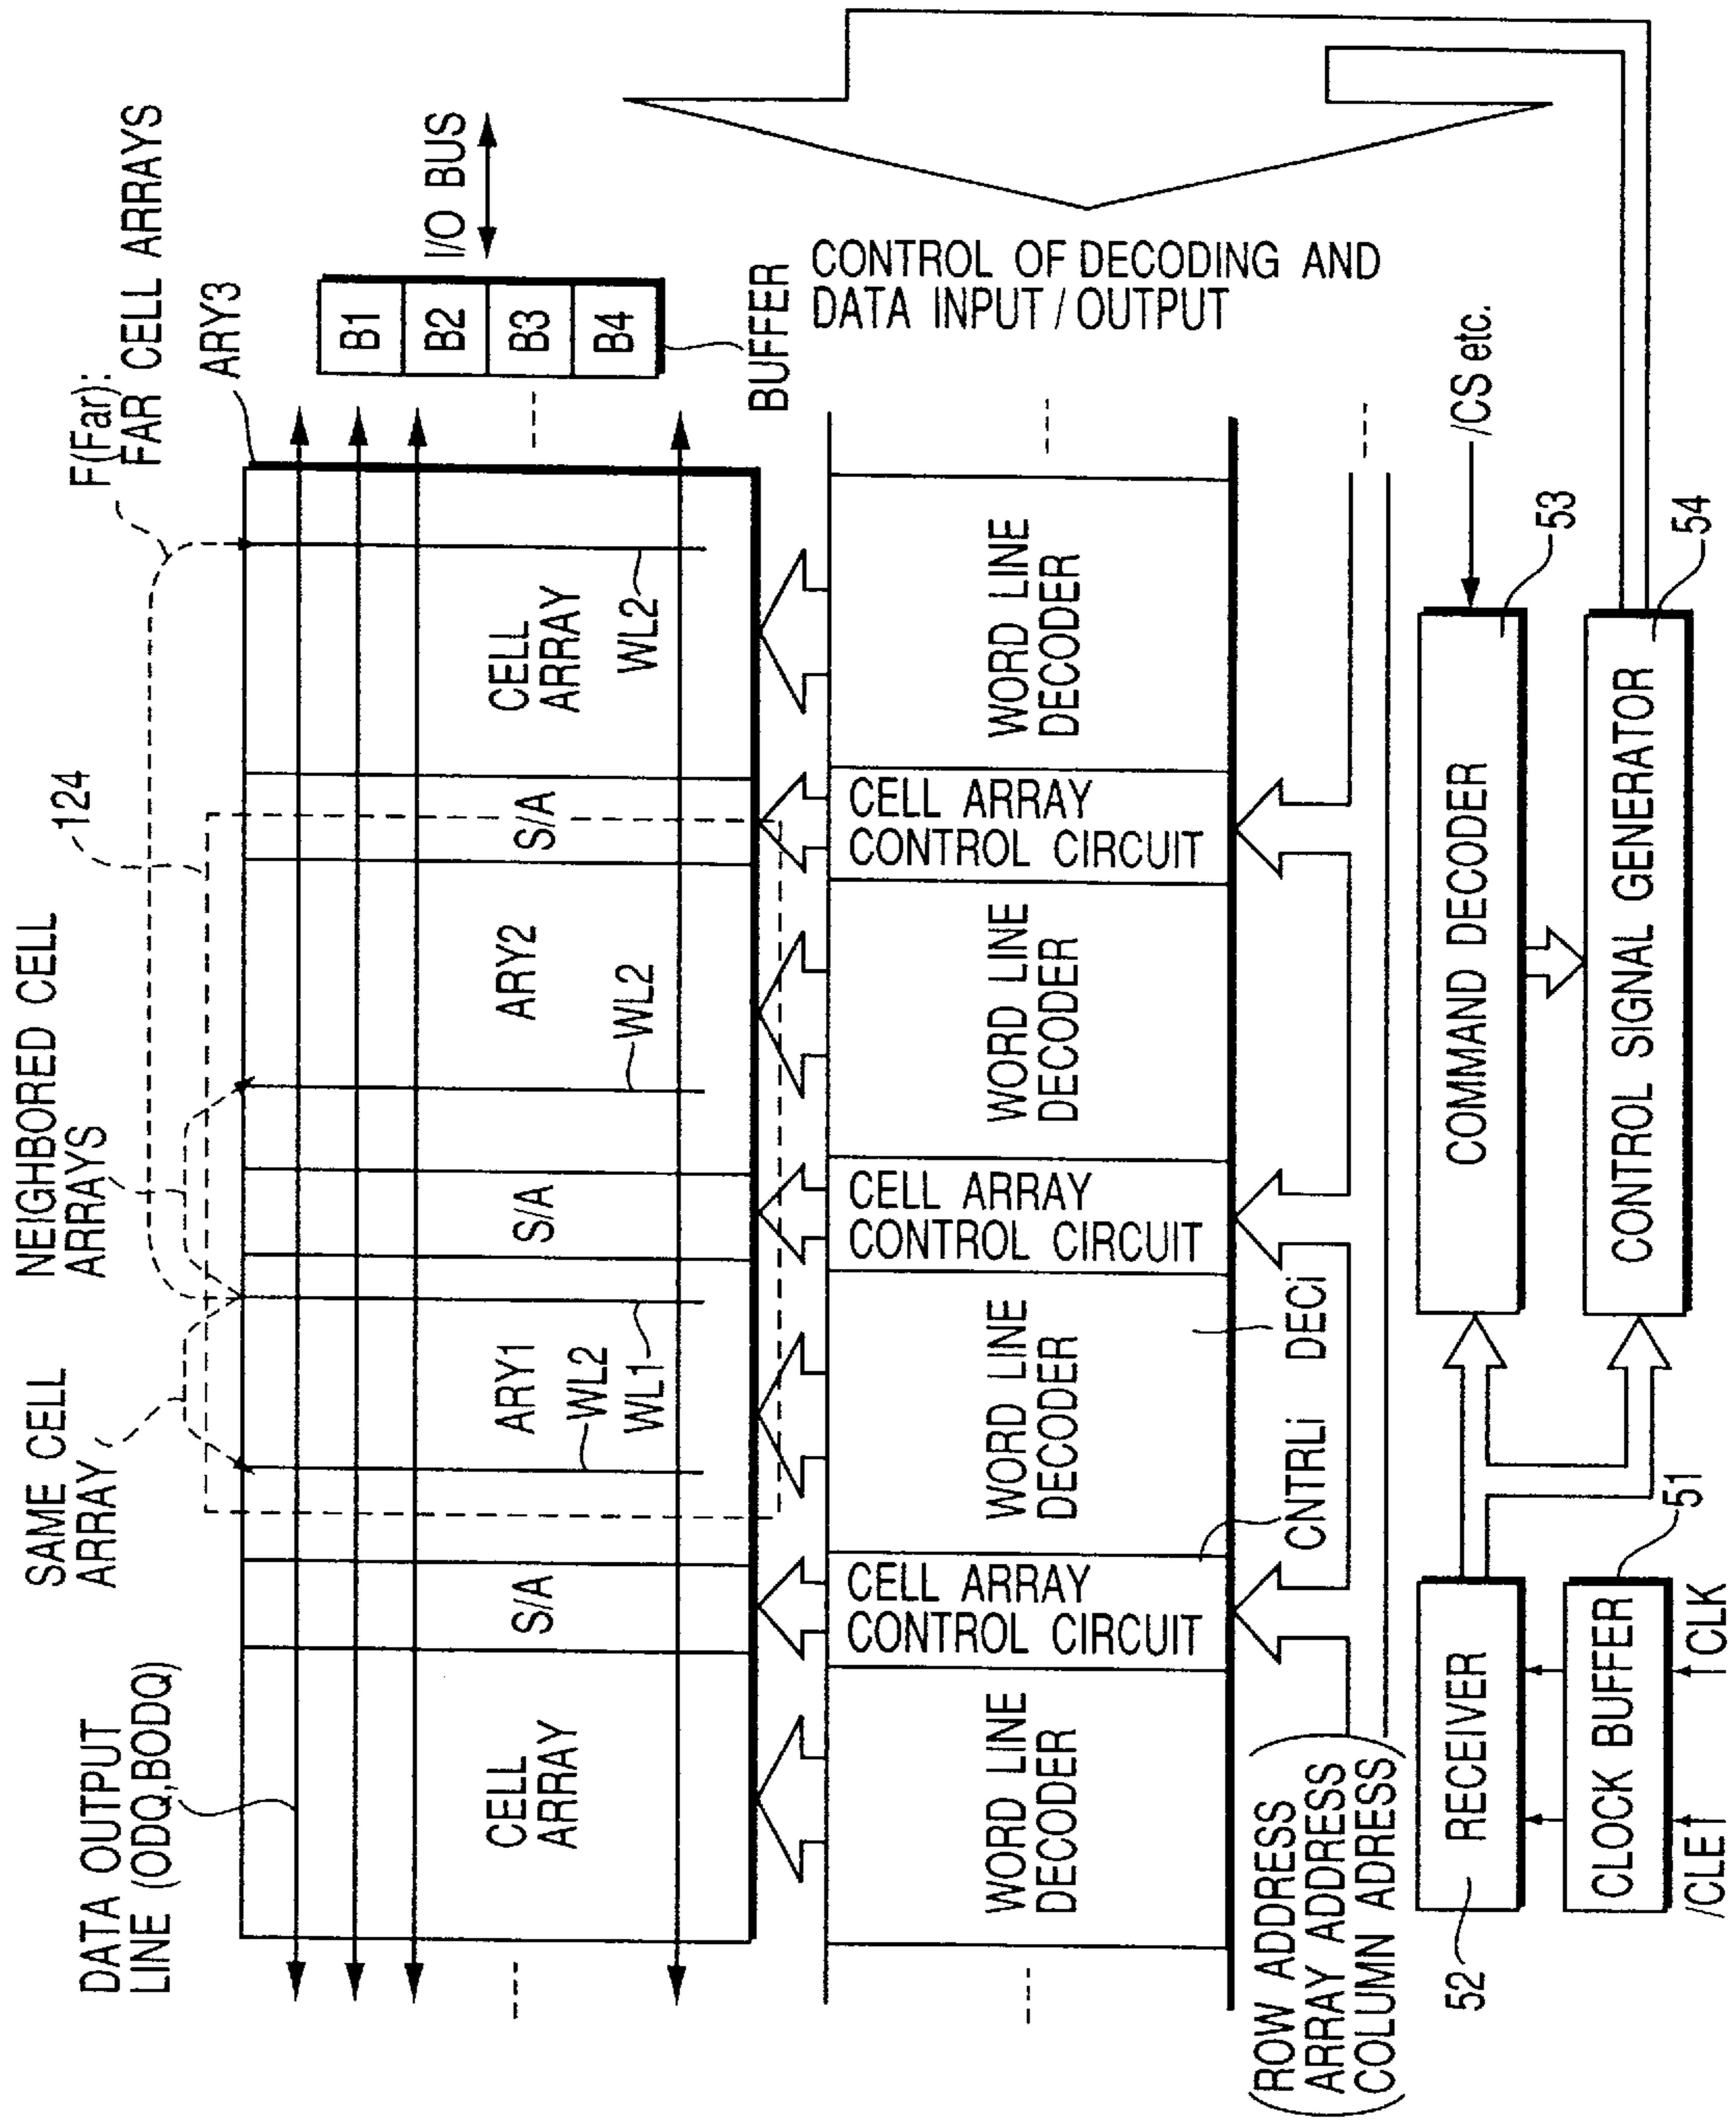 DATA OUTPUT
LINE (ODQ,BODQ)
SAME CELL
ARRAY
NEIGHBORED CELL
ARRAYS
124
F(Far):
FAR CELL ARRAYS
ARY3
CELL
ARRAY
S/A
ARY1
WL2
WL1
S/A
ARY2
WL2
S/A
CELL
ARRAY
WL2
B1
B2
B3
B4
I/O BUS
BUFFER
WORD LINE
DECODER
CELL ARRAY
CONTROL CIRCUIT
WORD LINE
DECODER
CELL ARRAY
CONTROL CIRCUIT
WORD LINE
DECODER
CELL ARRAY
CONTROL CIRCUIT
WORD LINE
DECODER
CONTROL OF DECODING AND
DATA INPUT / OUTPUT
CNTRLi
DECi
ROW ADDRESS
ARRAY ADDRESS
COLUMN ADRESS
52
RECEIVER
COMMAND DECODER
/CS etc.
53
CLOCK BUFFER
51
CONTROL SIGNAL GENERATOR
54
/CLE
CLK